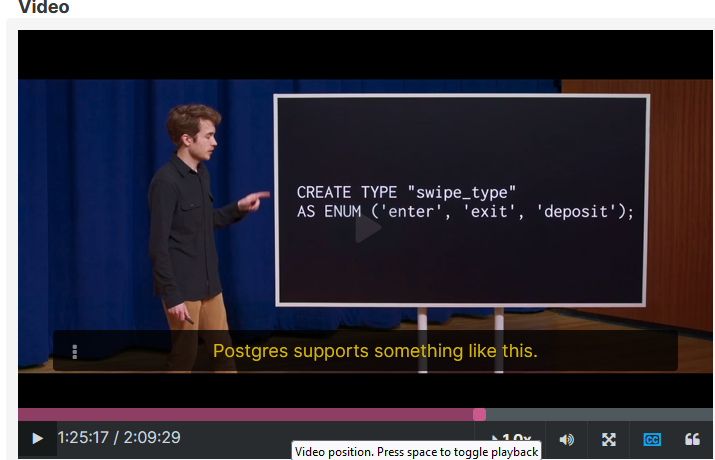 Video
CREATE TYPE "swipe_type"
AS ENUM ('enter', 'exit', 'deposit');
Postgres supports something like this.
1:25:17 / 2:09:29
1.0x
CC
Video position. Press space to toggle playback